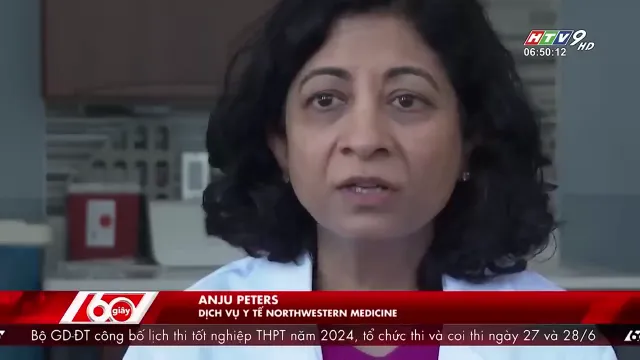 HTV9 HD
06:50:12
60 giây
ANJU PETERS
DỊCH VỤ Y TẾ NORTHWESTERN MEDICINE
Bộ GD-ĐT công bố lịch thi tốt nghiệp THPT năm 2024, tổ chức thi và coi thi ngày 27 và 28/6